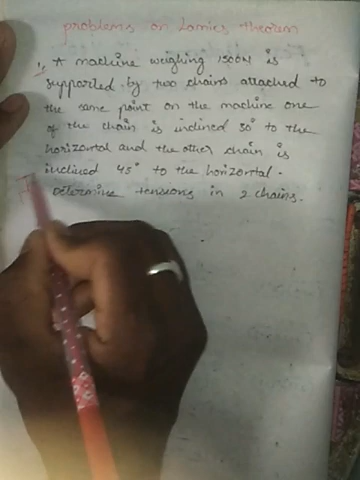 problems on Lamies Theorem
1) A machine weighing 1500N is
supported by two chains attached to
the same point on the machine one
of the chain is inclined 30° to the
horizontal and the other chain is
inclined 45° to the horizontal.
Determine tensions in 2 chains.